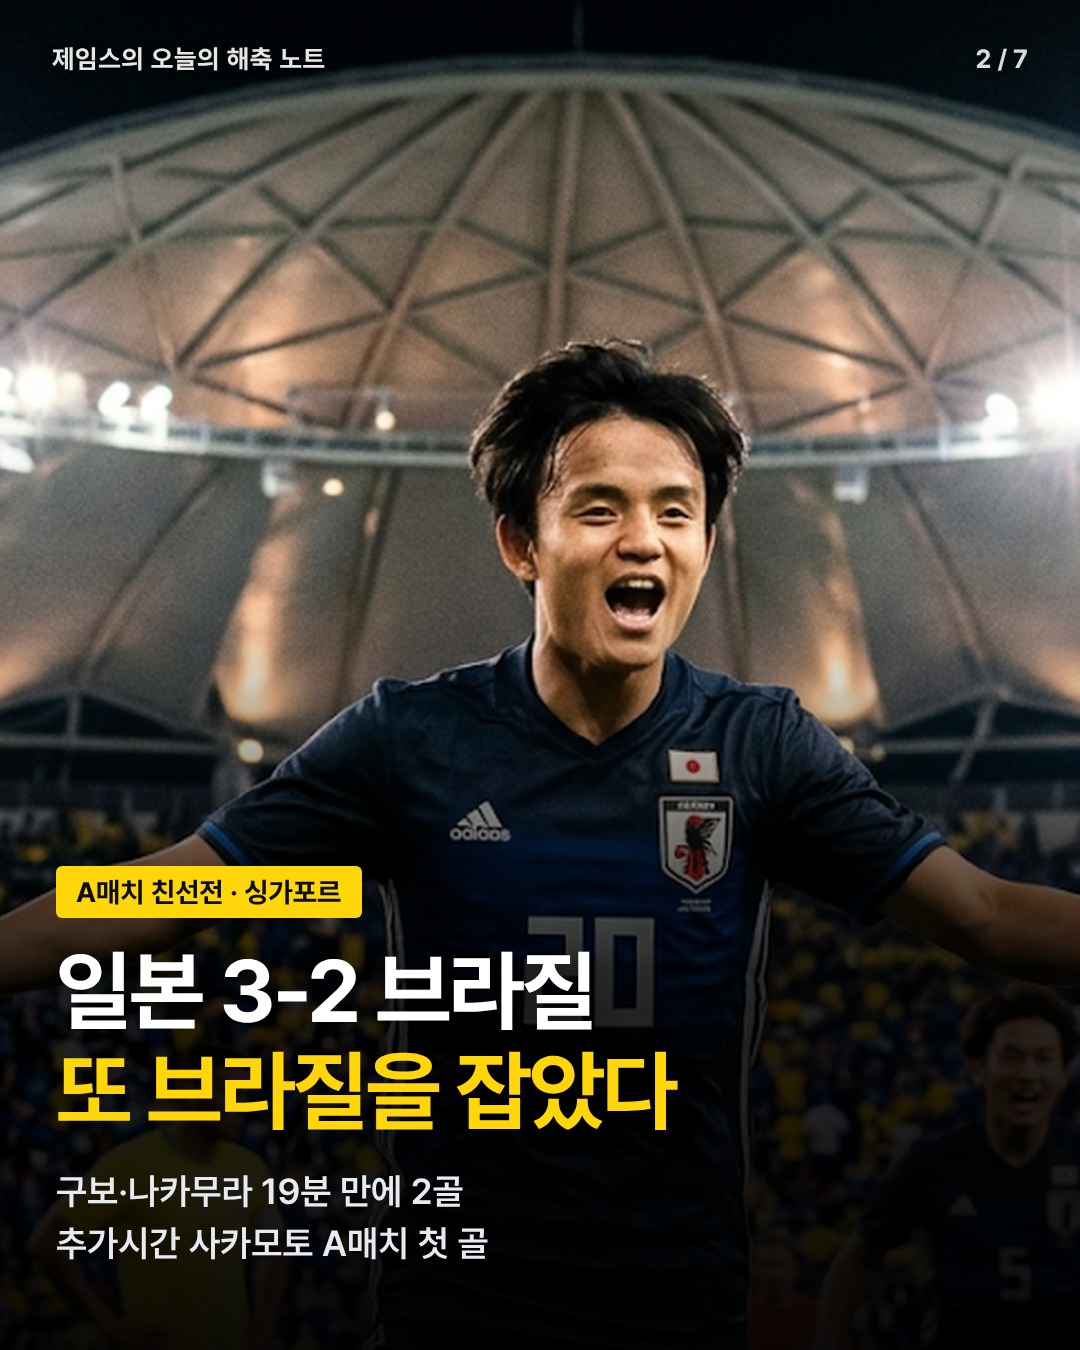 제임스의 오늘의 해축 노트
2 / 7
adidas
20
A매치 친선전 · 싱가포르
일본 3-2 브라질
또 브라질을 잡았다
구보·나카무라 19분 만에 2골
추가시간 사카모토 A매치 첫 골
5